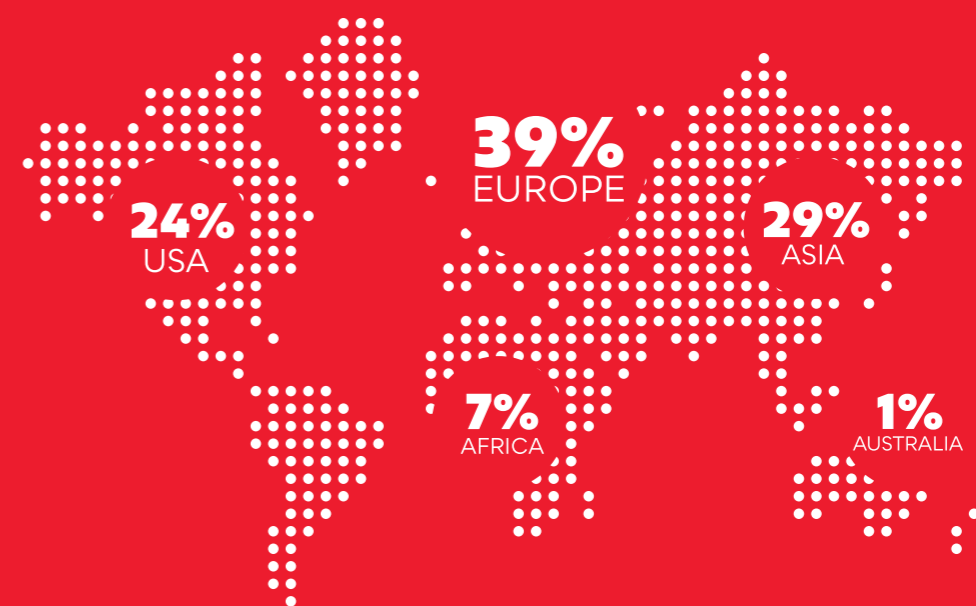 39%
EUROPE
24%
USA
29%
ASIA
7%
AFRICA
1%
AUSTRALIA